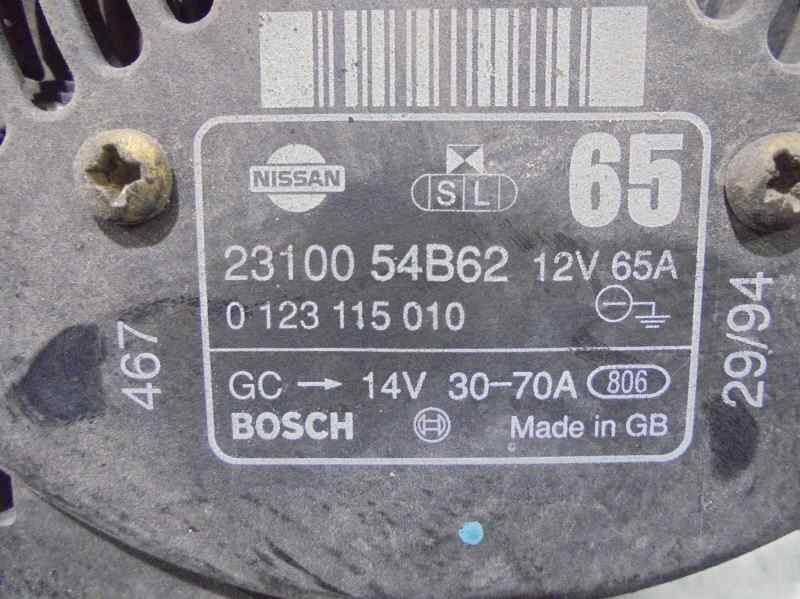 65
NISSAN
S L
23100 54B62 12V 65A
0 123 115 010
467
29/94
GC → 14V 30-70A 806
BOSCH Made in GB